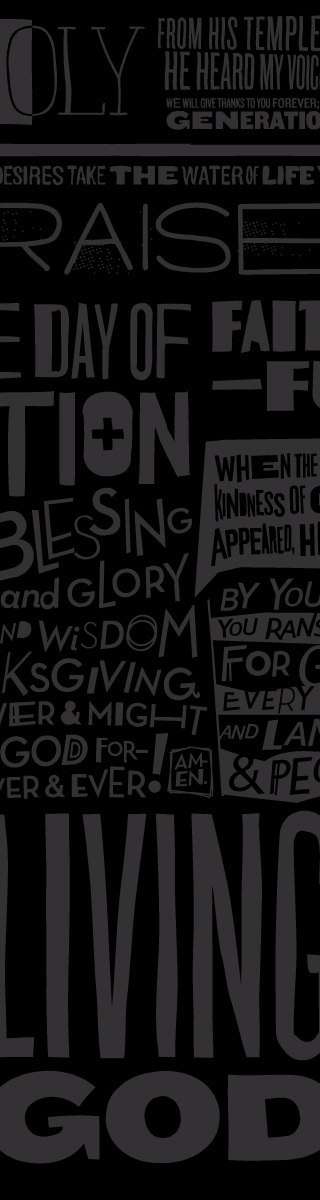 OLY
FROM HIS TEMPLE
HE HEARD MY VOIC
WE WILL GIVE THANKS TO YOU FOREVER;
GENERATIO
DESIRES TAKE THE WATER OF LIFE
RAISE
E DAY OF
TION
BLESSING
and GLORY
ND WiSDOM
KSGIVING
VER & MIGHT
GOD FOR–
VER & EVER!
AM-
EN.
FAIT
—FU
WHEN THE
KiNDNESS OF
APPEARED, H
BY YOU
YOU RANS
FOR G
EVERY
AND LAN
& PEO
LIVING
GOD